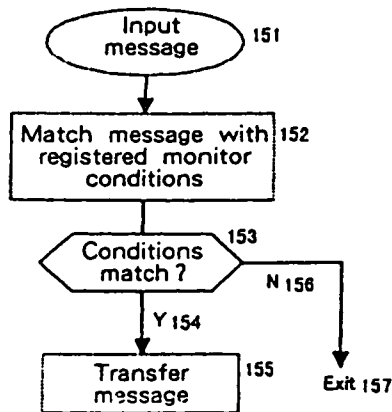 Input
message
151
Match message with
registered monitor
conditions
152
Conditions
match ?
153
N 156
Y 154
Transfer
message
155
Exit 157